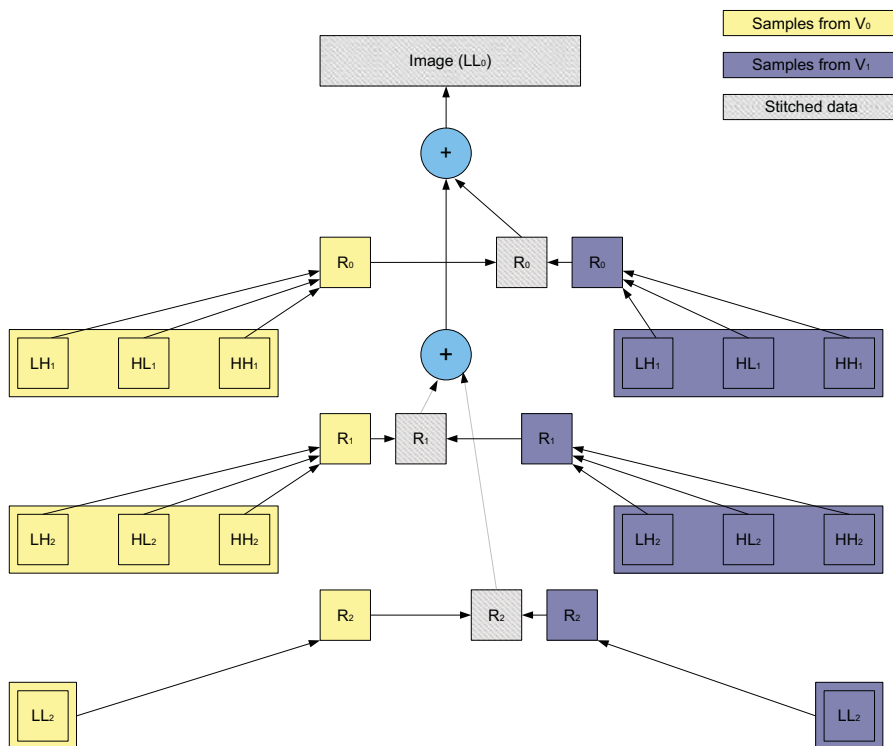 Samples from V₀
Image (LL₀)
Samples from V₁
Stitched data
+
R₀ R₀ R₀
LH₁ HL₁ HH₁ + LH₁ HL₁ HH₁
R₁ R₁ R₁
LH₂ HL₂ HH₂ LH₂ HL₂ HH₂
R₂ R₂ R₂
LL₂ LL₂